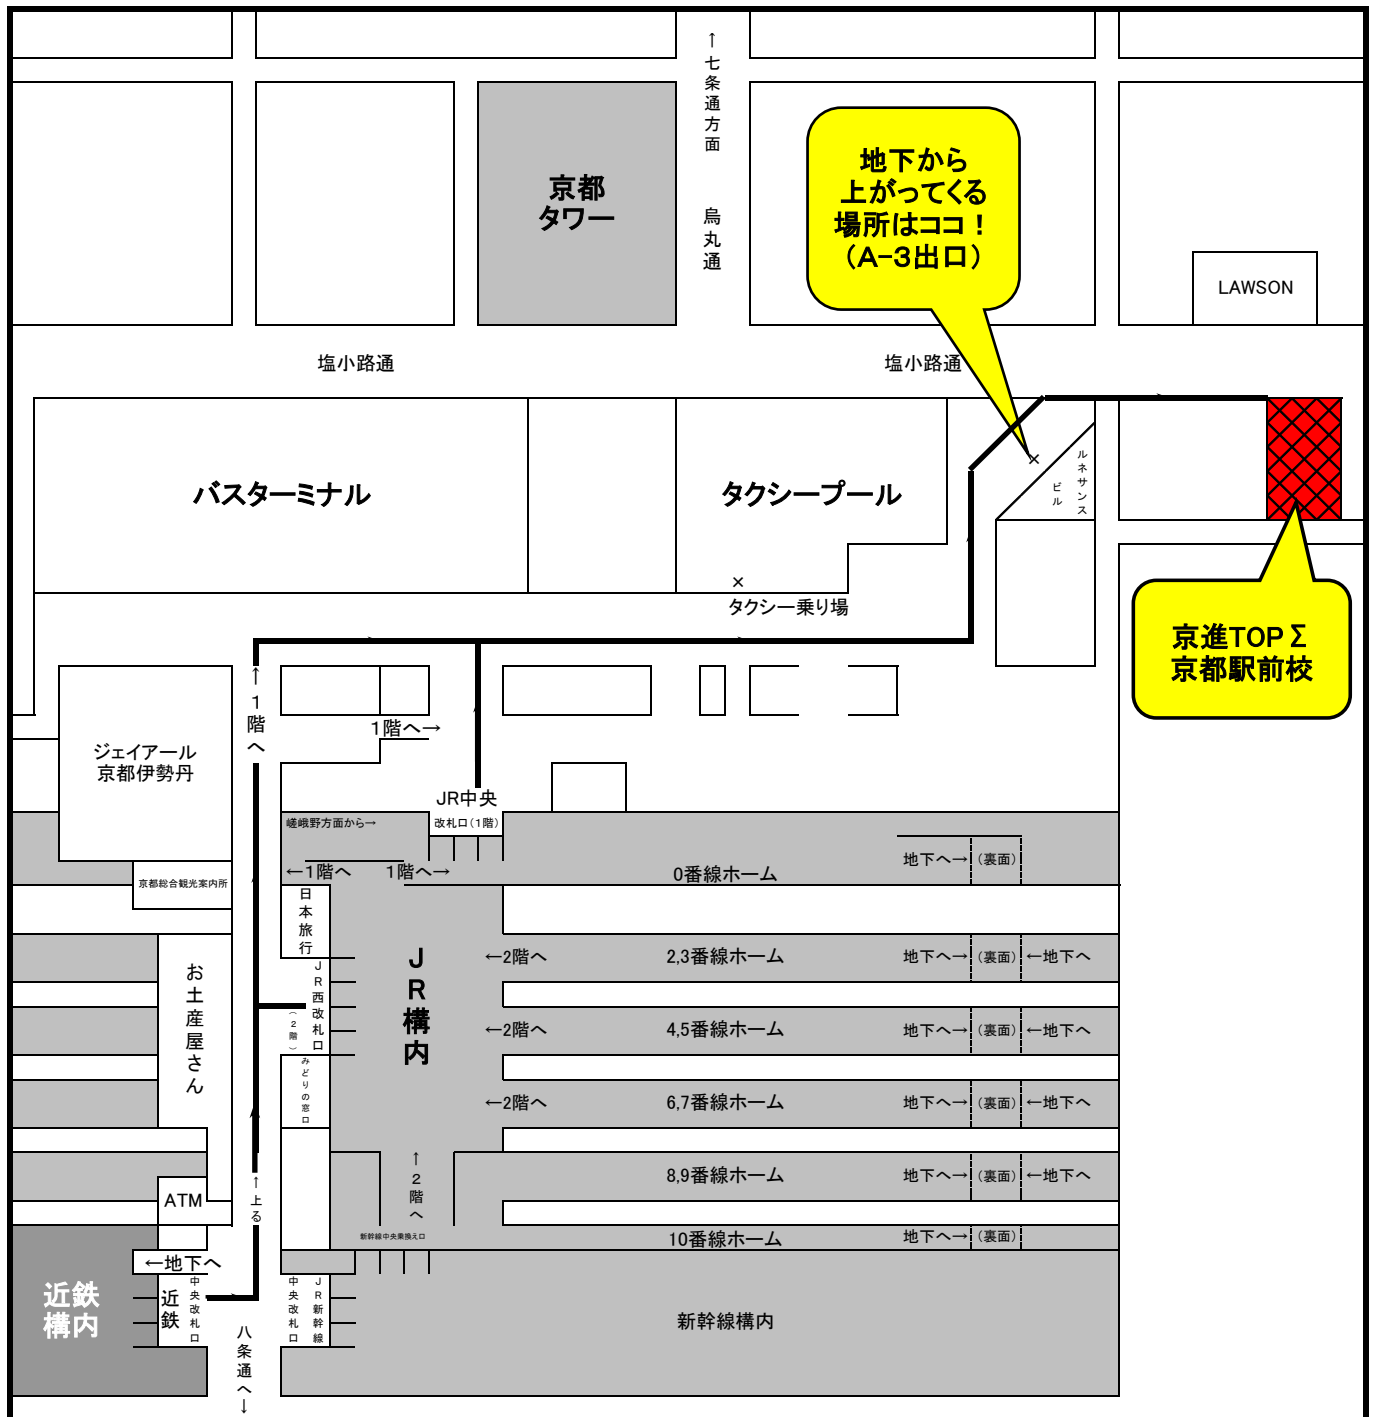 ↑七条通方面
烏丸通
京都
タワー
地下から
上がってくる
場所はココ！
（A−3出口）
LAWSON
塩小路通
塩小路通
バスターミナル
タクシープール
×
ルネサンス
ビル
×
タクシー乗り場
京進TOPΣ
京都駅前校
↑1階へ
1階へ→
ジェイアール
京都伊勢丹
JR中央
改札口（1階）
嵯峨野方面から→
←1階へ
1階へ→
0番線ホーム
地下へ→
（裏面）
京都総合観光案内所
日本旅行
JR構内
←2階へ
2,3番線ホーム
地下へ→
（裏面）
←地下へ
お土産屋さん
JR西改札口
（2階）
←2階へ
4,5番線ホーム
地下へ→
（裏面）
←地下へ
みどりの窓口
←2階へ
6,7番線ホーム
地下へ→
（裏面）
←地下へ
↑2階へ
8,9番線ホーム
地下へ→
（裏面）
←地下へ
ATM
↑上る
新幹線中央乗換え口
10番線ホーム
地下へ→
（裏面）
←地下へ
近鉄
構内
近鉄
中央改札口
JR新幹線
中央改札口
新幹線構内
八条通へ↓